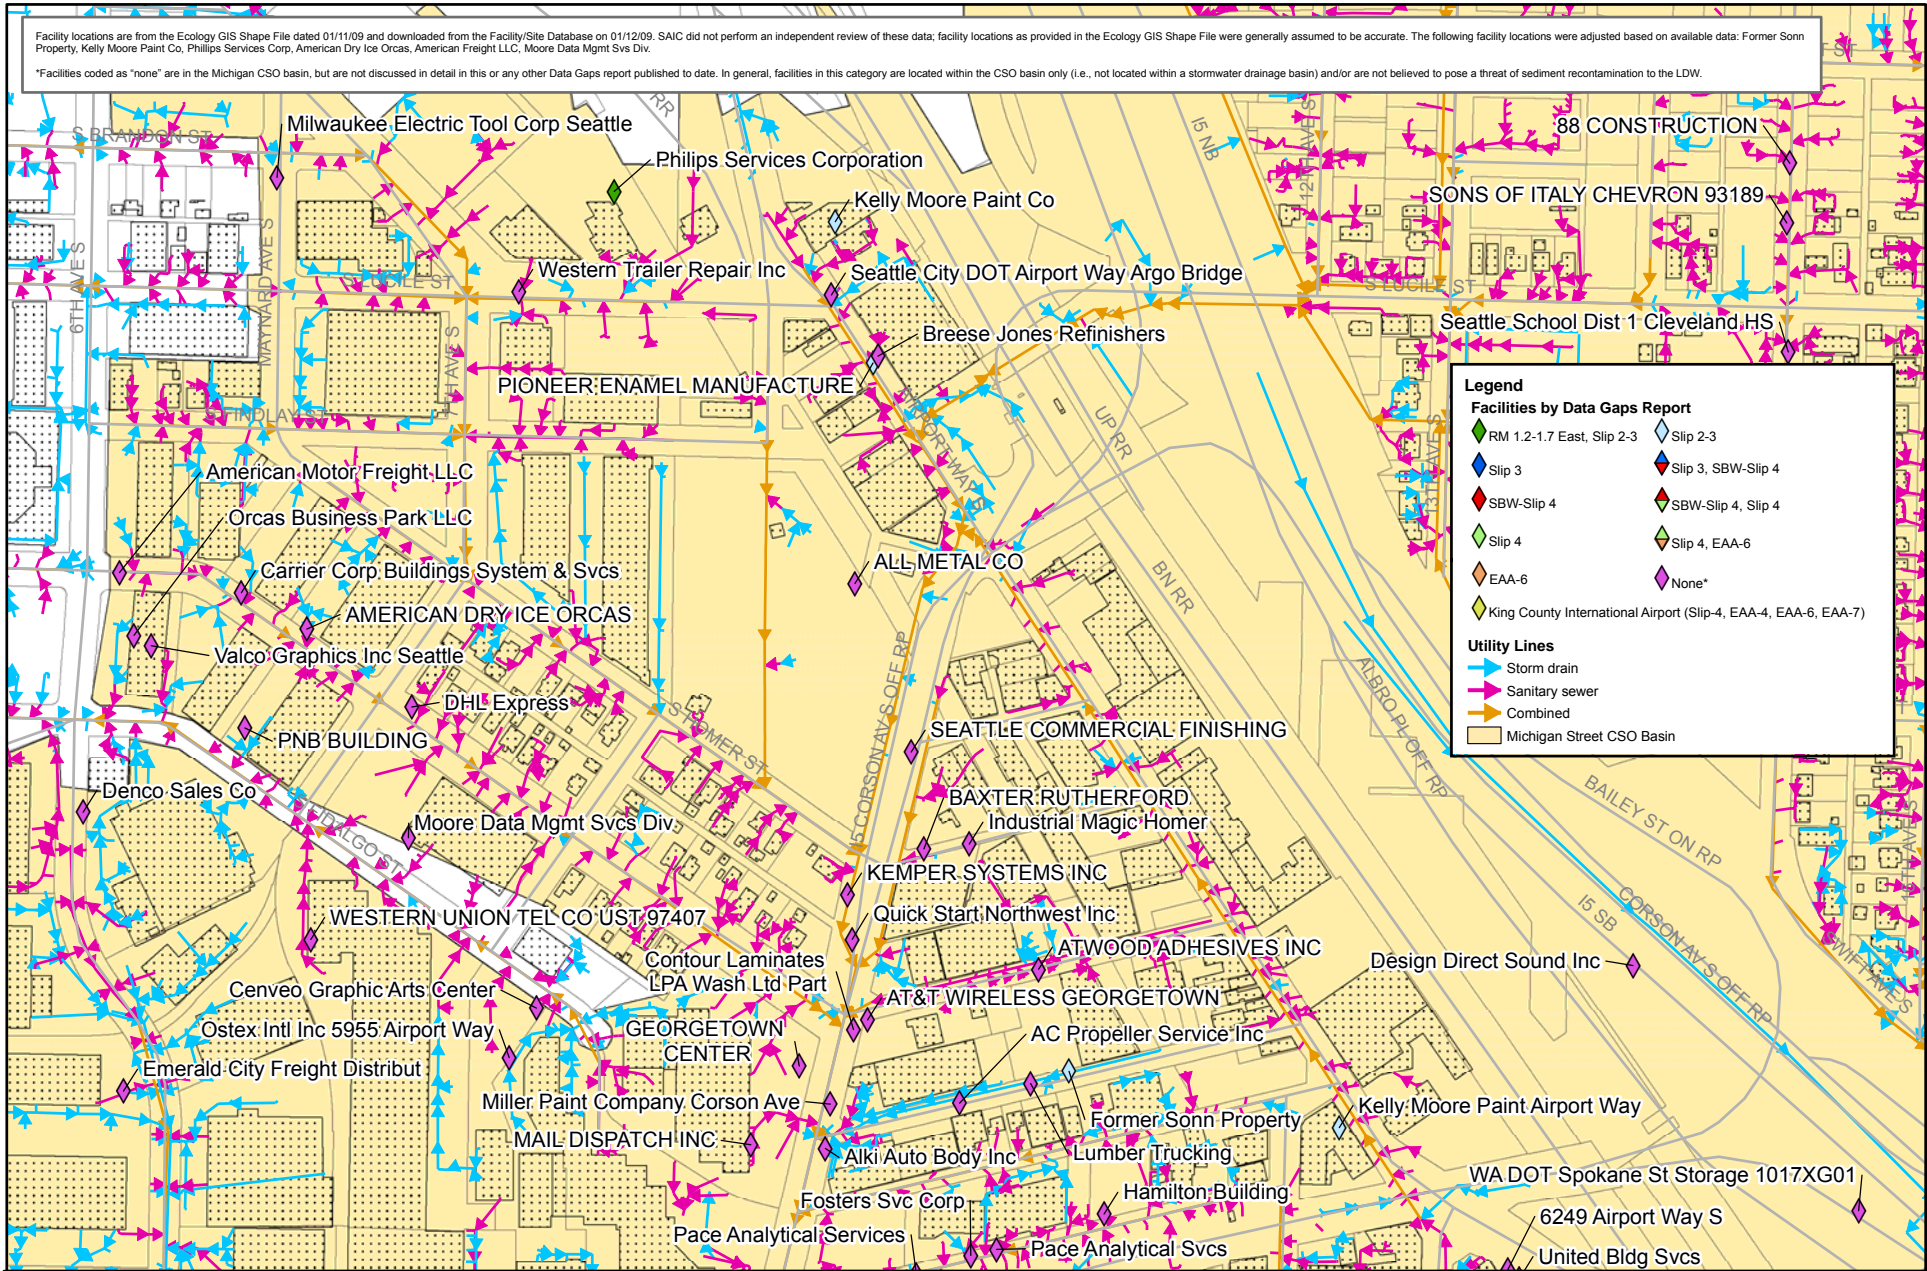 Facility locations are from the Ecology GIS Shape File dated 01/11/09 and downloaded from the Facility/Site Database on 01/12/09. SAIC did not perform an independent review of these data; facility locations as provided in the Ecology GIS Shape File were generally assumed to be accurate. The following facility locations were adjusted based on available data: Former Sonn
Property, Kelly Moore Paint Co, Phillips Services Corp, American Dry Ice Orcas, American Freight LLC, Moore Data Mgmt Svs Div.
*Facilities coded as "none" are in the Michigan CSO basin, but are not discussed in detail in this or any other Data Gaps report published to date. In general, facilities in this category are located within the CSO basin only (i.e., not located within a stormwater drainage basin) and/or are not believed to pose a threat of sediment recontamination to the LDW.
RR
I5 NB
12TH AVE S
S BRANDON ST
Milwaukee Electric Tool Corp Seattle
88 CONSTRUCTION
Philips Services Corporation
Kelly Moore Paint Co
SONS OF ITALY CHEVRON 93189
6TH AVE S
MAYNARD AVE S
Western Trailer Repair Inc
Seattle City DOT Airport Way Argo Bridge
S LUCILE ST
S LUCILE ST
Seattle School Dist 1 Cleveland HS
Breese Jones Refinishers
7TH AVE S
PIONEER ENAMEL MANUFACTURE
S FINDLAY ST
AIRPORT WAY S
UP RR
13TH AVE S
Legend
Facilities by Data Gaps Report
RM 1.2-1.7 East, Slip 2-3
Slip 2-3
Slip 3
Slip 3, SBW-Slip 4
SBW-Slip 4
SBW-Slip 4, Slip 4
Slip 4
Slip 4, EAA-6
EAA-6
None*
King County International Airport (Slip-4, EAA-4, EAA-6, EAA-7)
Utility Lines
Storm drain
Sanitary sewer
Combined
Michigan Street CSO Basin
American Motor Freight LLC
Orcas Business Park LLC
Carrier Corp Buildings System & Svcs
ALL METAL CO
BN RR
AMERICAN DRY ICE ORCAS
Valco Graphics Inc Seattle
I5 CORSON AV S OFF RP
ALBRO PL OFF RP
DHL Express
S HOMER ST
SEATTLE COMMERCIAL FINISHING
PNB BUILDING
Denco Sales Co
BAXTER RUTHERFORD
Industrial Magic Homer
BAILEY ST ON RP
Moore Data Mgmt Svcs Div
S FIDALGO ST
KEMPER SYSTEMS INC
15TH AVE S
Quick Start Northwest Inc
WESTERN UNION TEL CO UST 97407
I5 SB
CORSON AV S OFF RP
SWIFT AVE S
ATWOOD ADHESIVES INC
Contour Laminates
LPA Wash Ltd Part
Design Direct Sound Inc
Cenveo Graphic Arts Center
AT&T WIRELESS GEORGETOWN
Ostex Intl Inc 5955 Airport Way
GEORGETOWN
CENTER
AC Propeller Service Inc
Emerald City Freight Distribut
Miller Paint Company Corson Ave
Former Sonn Property
Kelly Moore Paint Airport Way
MAIL DISPATCH INC
Alki Auto Body Inc
Lumber Trucking
WA DOT Spokane St Storage 1017XG01
Fosters Svc Corp
Hamilton Building
6249 Airport Way S
Pace Analytical Services
Pace Analytical Svcs
United Bldg Svcs